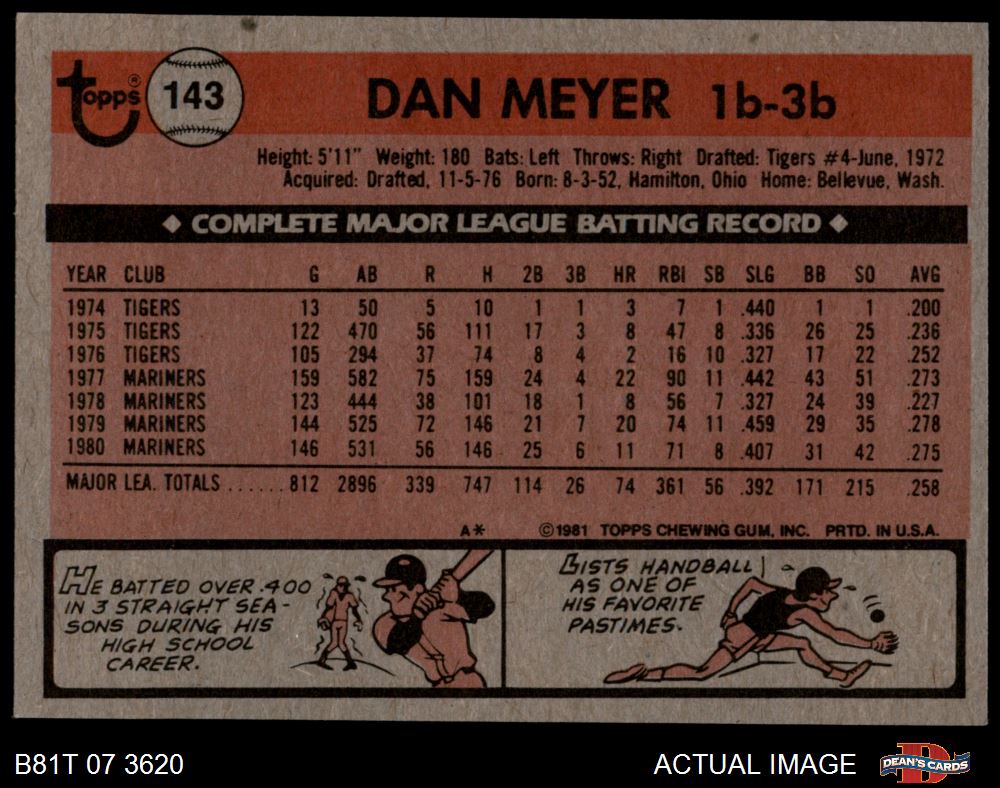 Topps®
143
DAN MEYER 1b-3b
Height: 5'11" Weight: 180 Bats: Left Throws: Right Drafted: Tigers #4-June, 1972
Acquired: Drafted, 11-5-76 Born: 8-3-52, Hamilton, Ohio Home: Bellevue, Wash.
◆ COMPLETE MAJOR LEAGUE BATTING RECORD ◆
YEAR CLUB G AB R H 2B 3B HR RBI SB SLG BB SO AVG
1974 TIGERS 13 50 5 10 1 1 3 7 1 .440 1 1 .200
1975 TIGERS 122 470 56 111 17 3 8 47 8 .336 26 25 .236
1976 TIGERS 105 294 37 74 8 4 2 16 10 .327 17 22 .252
1977 MARINERS 159 582 75 159 24 4 22 90 11 .442 43 51 .273
1978 MARINERS 123 444 38 101 18 1 8 56 7 .327 24 39 .227
1979 MARINERS 144 525 72 146 21 7 20 74 11 .459 29 35 .278
1980 MARINERS 146 531 56 146 25 6 11 71 8 .407 31 42 .275
MAJOR LEA. TOTALS ...... 812 2896 339 747 114 26 74 361 56 .392 171 215 .258
A* ©1981 TOPPS CHEWING GUM, INC. PRTD. IN U.S.A.
HE BATTED OVER .400
IN 3 STRAIGHT SEA-
SONS DURING HIS
HIGH SCHOOL
CAREER.
LISTS HANDBALL
AS ONE OF
HIS FAVORITE
PASTIMES.
B81T 07 3620
ACTUAL IMAGE
D
DEAN'S CARDS